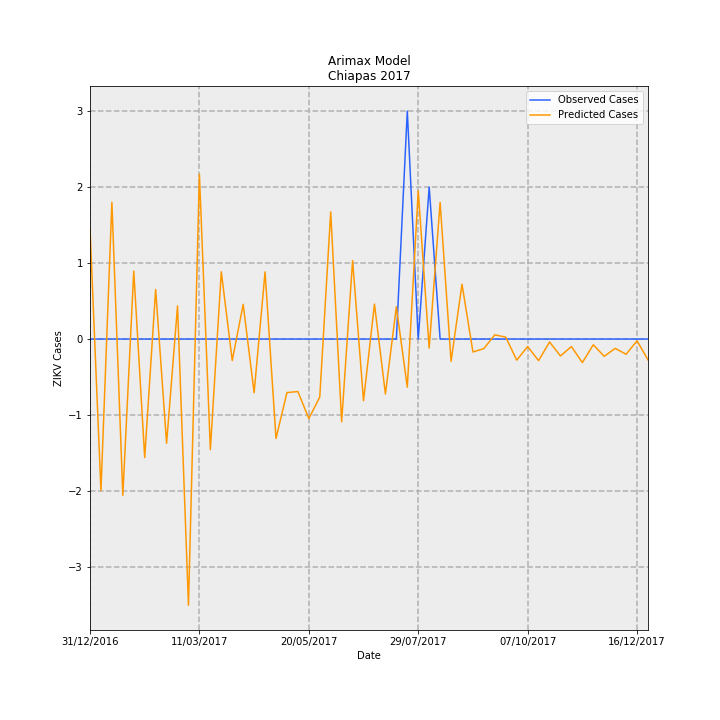 Arimax Model
Chiapas 2017
Observed Cases
Predicted Cases
3
2
1
0
−1
−2
−3
ZIKV Cases
31/12/2016 11/03/2017 20/05/2017 29/07/2017 07/10/2017 16/12/2017
Date